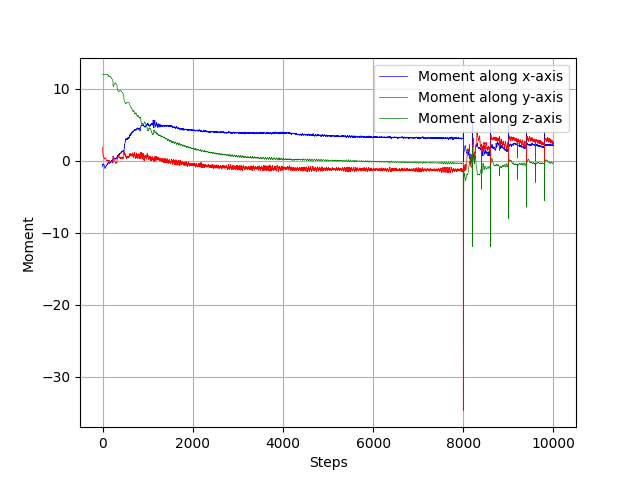 Moment along x-axis
Moment along y-axis
Moment along z-axis
10
0
−10
−20
−30
Moment
0 2000 4000 6000 8000 10000
Steps